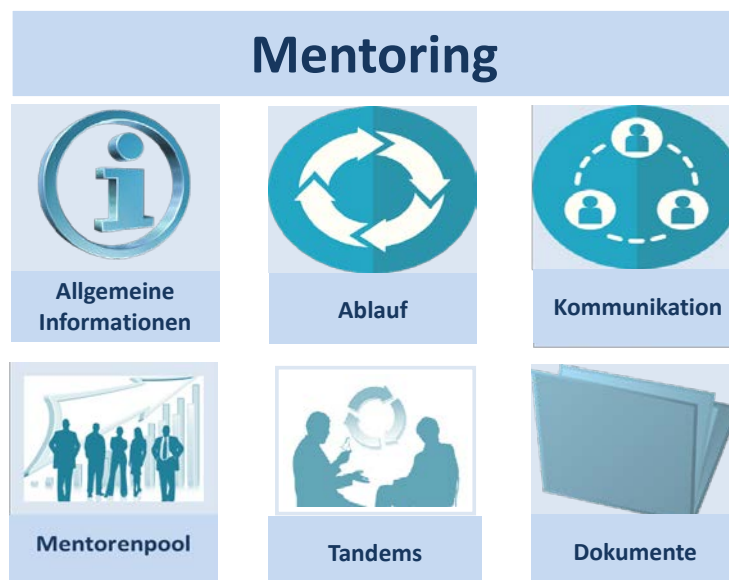 Mentoring
Allgemeine
Informationen
Ablauf
Kommunikation
Mentorenpool
Tandems
Dokumente